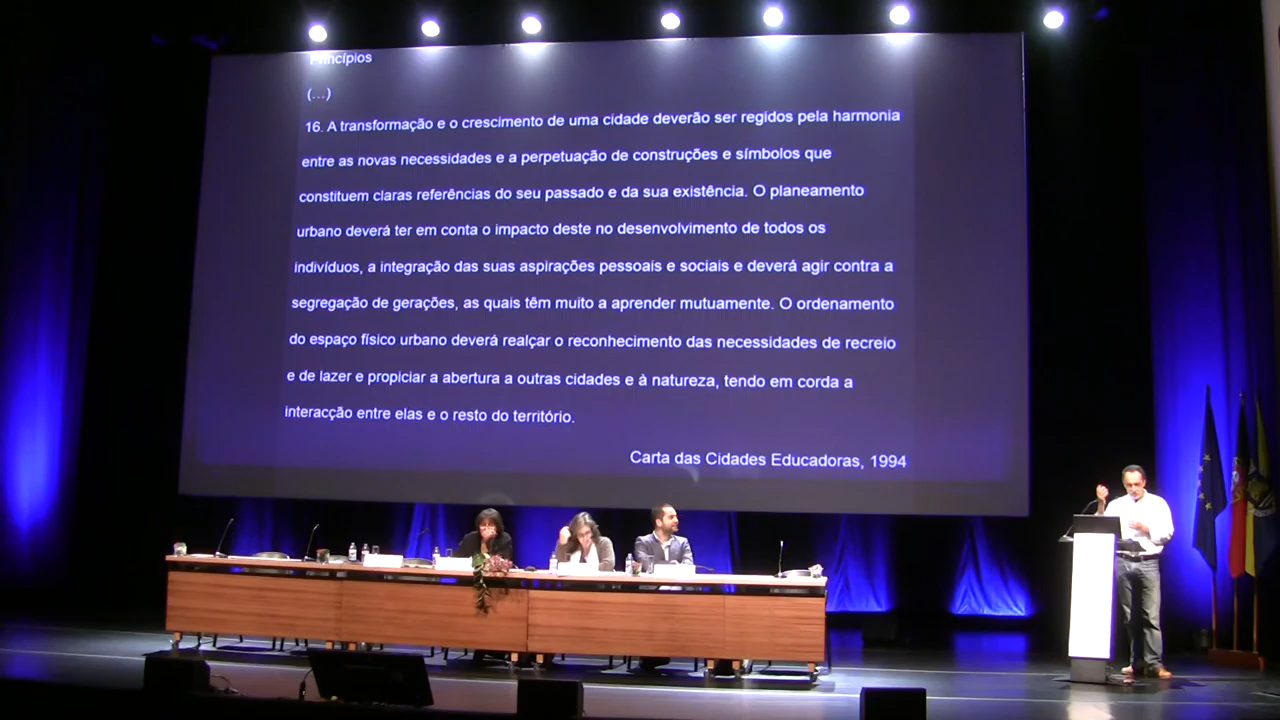 Princípios
(...)
16. A transformação e o crescimento de uma cidade deverão ser regidos pela harmonia
entre as novas necessidades e a perpetuação de construções e símbolos que
constituem claras referências do seu passado e da sua existência. O planeamento
urbano deverá ter em conta o impacto deste no desenvolvimento de todos os
indivíduos, a integração das suas aspirações pessoais e sociais e deverá agir contra a
segregação de gerações, as quais têm muito a aprender mutuamente. O ordenamento
do espaço físico urbano deverá realçar o reconhecimento das necessidades de recreio
e de lazer e propiciar a abertura a outras cidades e à natureza, tendo em corda a
interacção entre elas e o resto do território.
Carta das Cidades Educadoras, 1994